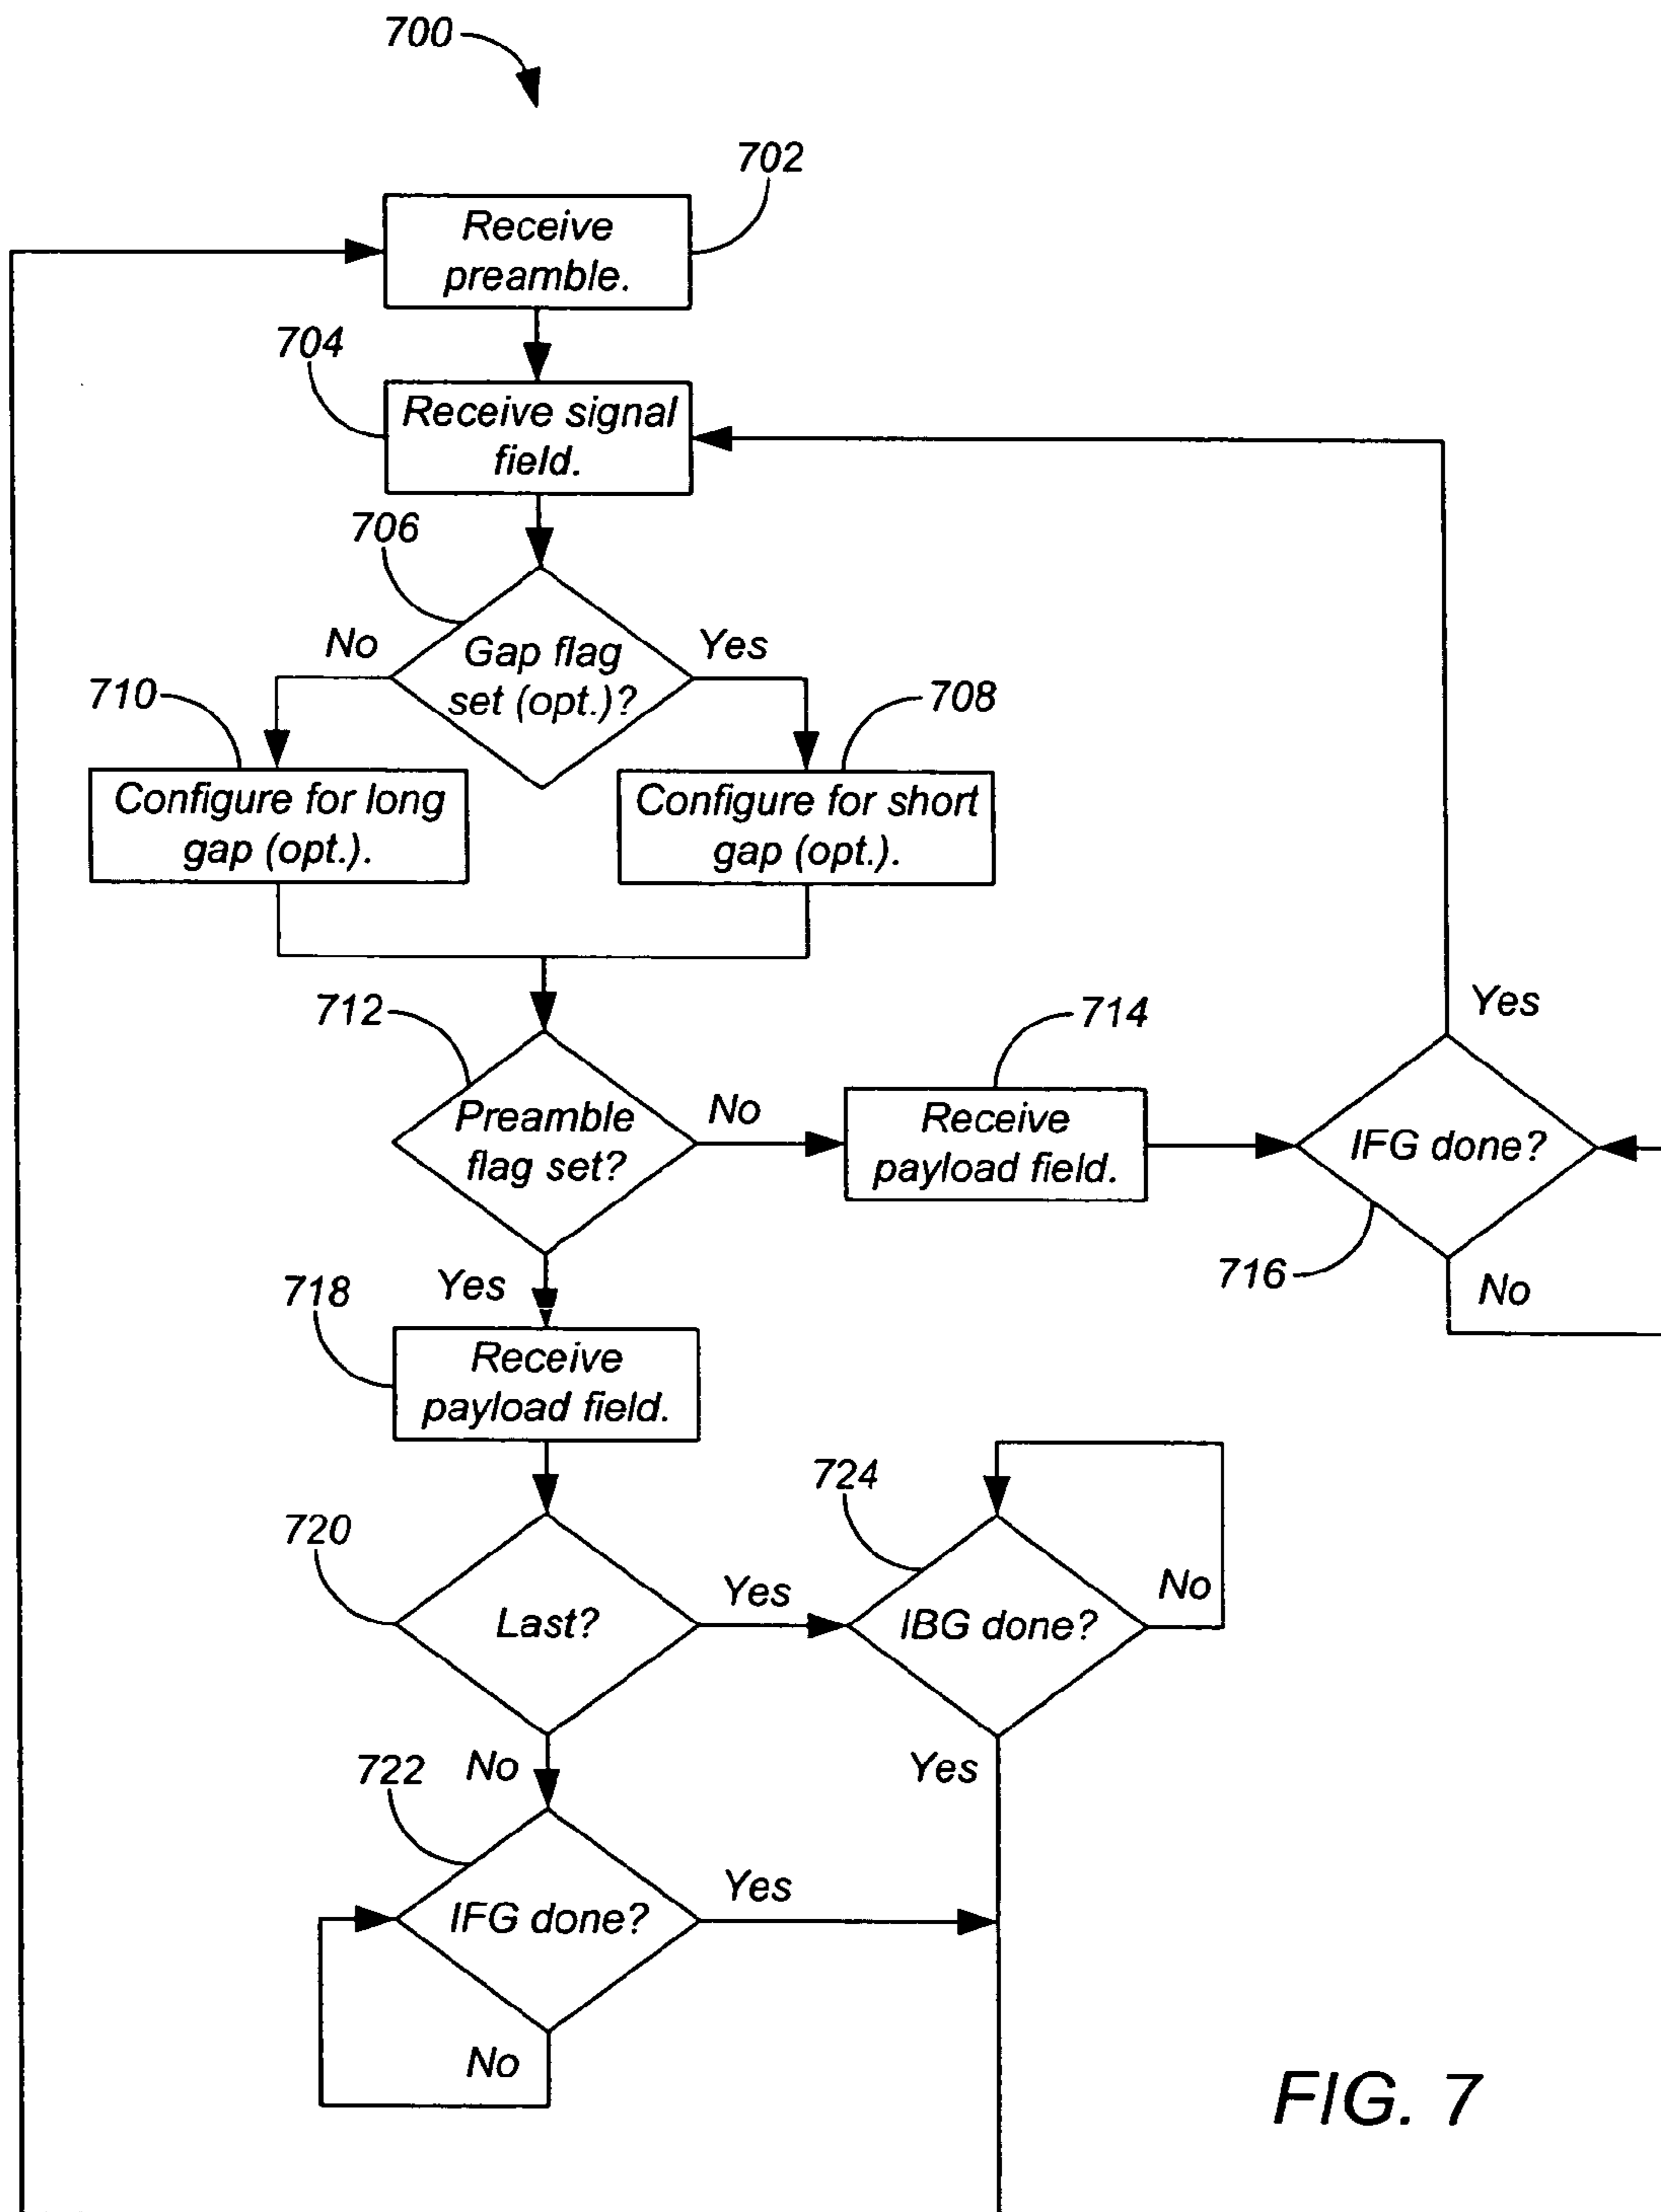 700
702
Receive
preamble.
704
Receive signal
field.
706
No
Gap flag
set (opt.)?
Yes
710
708
Configure for long
gap (opt.).
Configure for short
gap (opt.).
712
714
Yes
Preamble
flag set?
No
Receive
payload field.
IFG done?
716
No
718
Yes
Receive
payload field.
724
720
Last?
Yes
IBG done?
No
722
No
Yes
IFG done?
Yes
No
FIG. 7